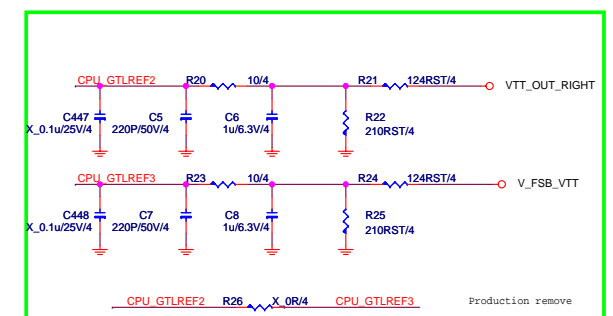 CPU_GTLREF2 R20 10/4 R21 124RST/4 VTT_OUT_RIGHT
C447 C5 C6 R22
X_0.1u/25V/4 220P/50V/4 1u/6.3V/4 210RST/4
CPU_GTLREF3 R23 10/4 R24 124RST/4 V_FSB_VTT
C448 C7 C8 R25
X_0.1u/25V/4 220P/50V/4 1u/6.3V/4 210RST/4
CPU_GTLREF2 R26 X_0R/4 CPU_GTLREF3 Production remove